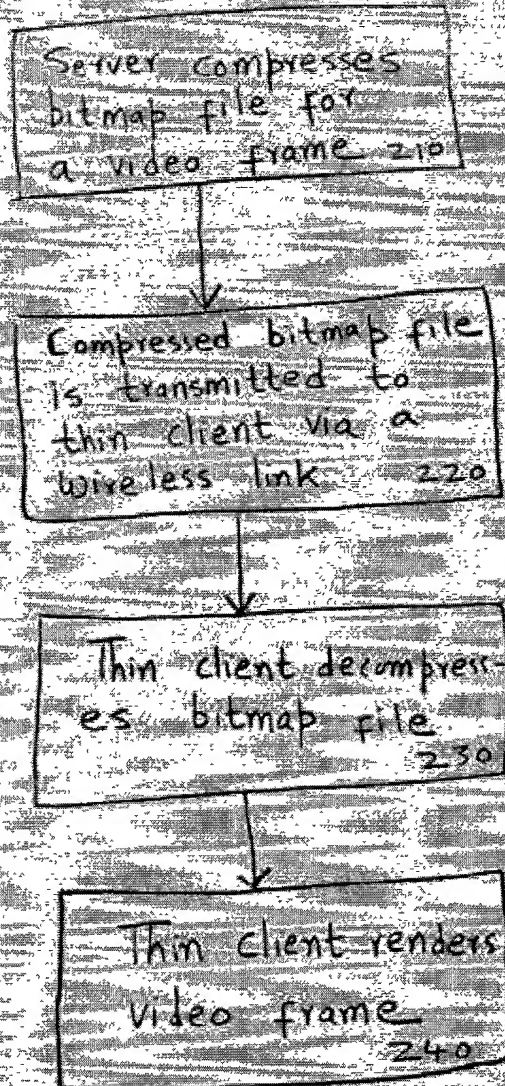 Server compresses
bitmap file for
a video frame 210
Compressed bitmap file
is transmitted to
thin client via a
wireless link 220
Thin client decompress-
es bitmap file
230
Thin client renders
video frame
240